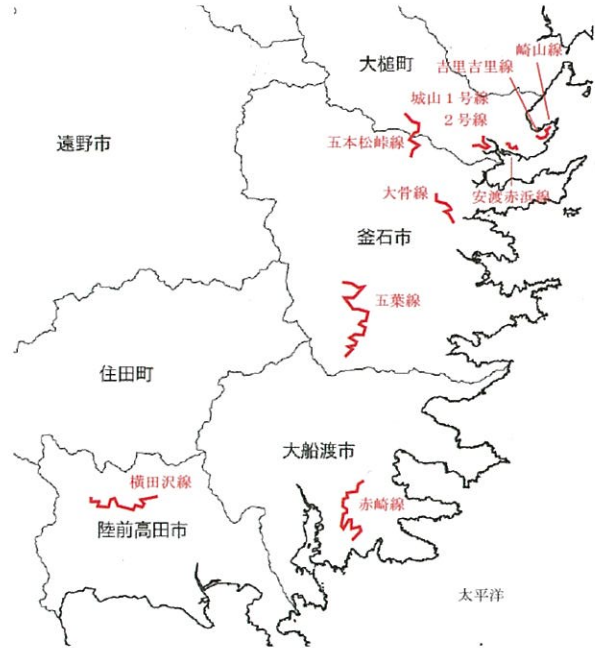 崎山線
大槌町
吉里吉里線
城山１号線
２号線
遠野市
五本松峠線
大骨線
安渡赤浜線
釜石市
五葉線
住田町
大船渡市
横田沢線
赤崎線
陸前高田市
太平洋